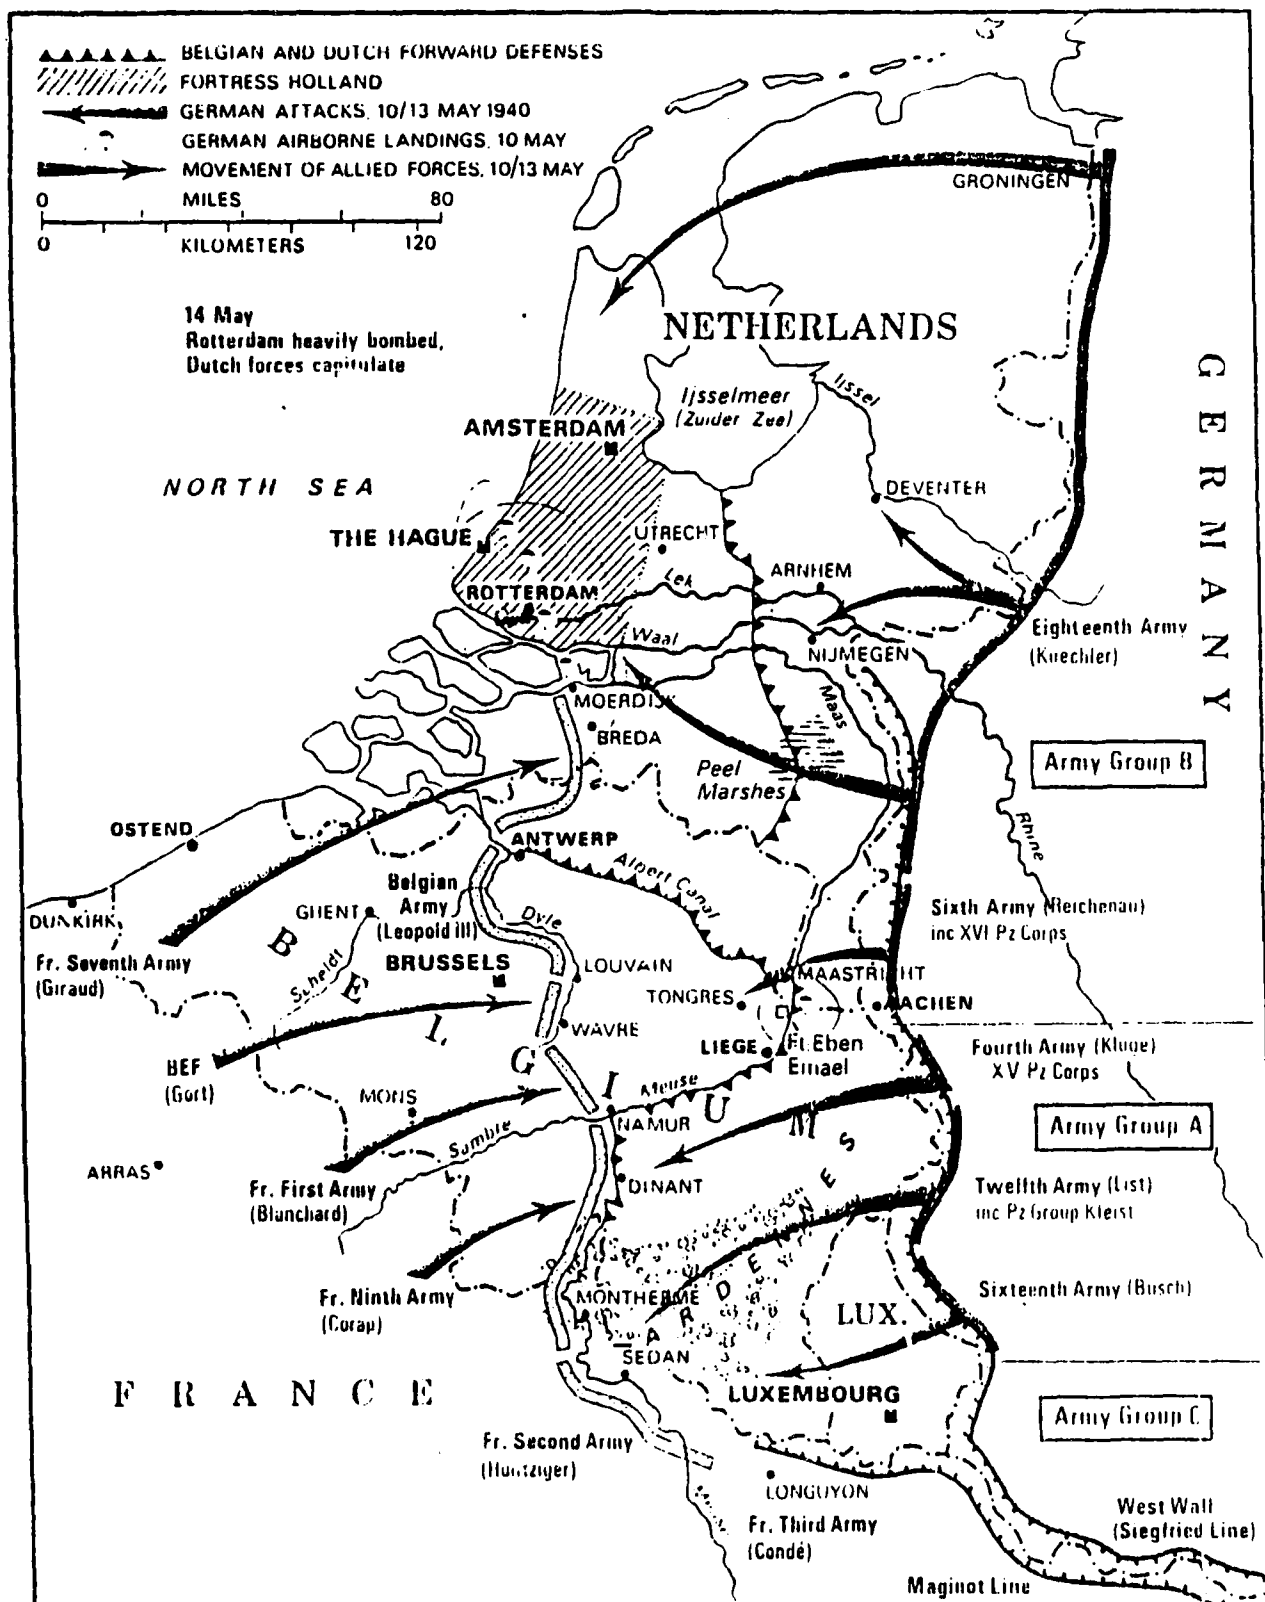 BELGIAN AND DUTCH FORWARD DEFENSES
FORTRESS HOLLAND
GERMAN ATTACKS, 10/13 MAY 1940
GERMAN AIRBORNE LANDINGS, 10 MAY
MOVEMENT OF ALLIED FORCES, 10/13 MAY
0 MILES 80
0 KILOMETERS 120
14 May
Rotterdam heavily bombed,
Dutch forces capitulate
GRONINGEN
NETHERLANDS
GERMANY
Ijsselmeer
(Zuider Zee)
Ijssel
AMSTERDAM
NORTH SEA
DEVENTER
THE HAGUE
UTRECHT
ARNHEM
Lek
ROTTERDAM
Waal
NIJMEGEN
Eighteenth Army
(Kuechler)
MOERDIJK
Maas
BREDA
Peel
Marshes
Army Group B
Rhine
OSTEND
ANTWERP
Albert Canal
Belgian
Army
(Leopold III)
DUNKIRK
GHENT
Dyle
Sixth Army (Reichenau)
inc XVI Pz Corps
Fr. Seventh Army
(Giraud)
Scheldt
BRUSSELS
LOUVAIN
MAASTRICHT
TONGRES
AACHEN
BELGIUM
WAVRE
LIEGE
Ft. Eben
Emael
Fourth Army (Kluge)
XV Pz Corps
BEF
(Gort)
MONS
Meuse
Sambre
NAMUR
Army Group A
ARRAS
DINANT
Fr. First Army
(Blanchard)
Twelfth Army (List)
inc Pz Group Kleist
ARDENNES
Fr. Ninth Army
(Corap)
MONTHERME
Sixteenth Army (Busch)
LUX.
SEDAN
FRANCE
LUXEMBOURG
Army Group C
Fr. Second Army
(Huntziger)
LONGUYON
Fr. Third Army
(Condé)
West Wall
(Siegfried Line)
Maginot Line